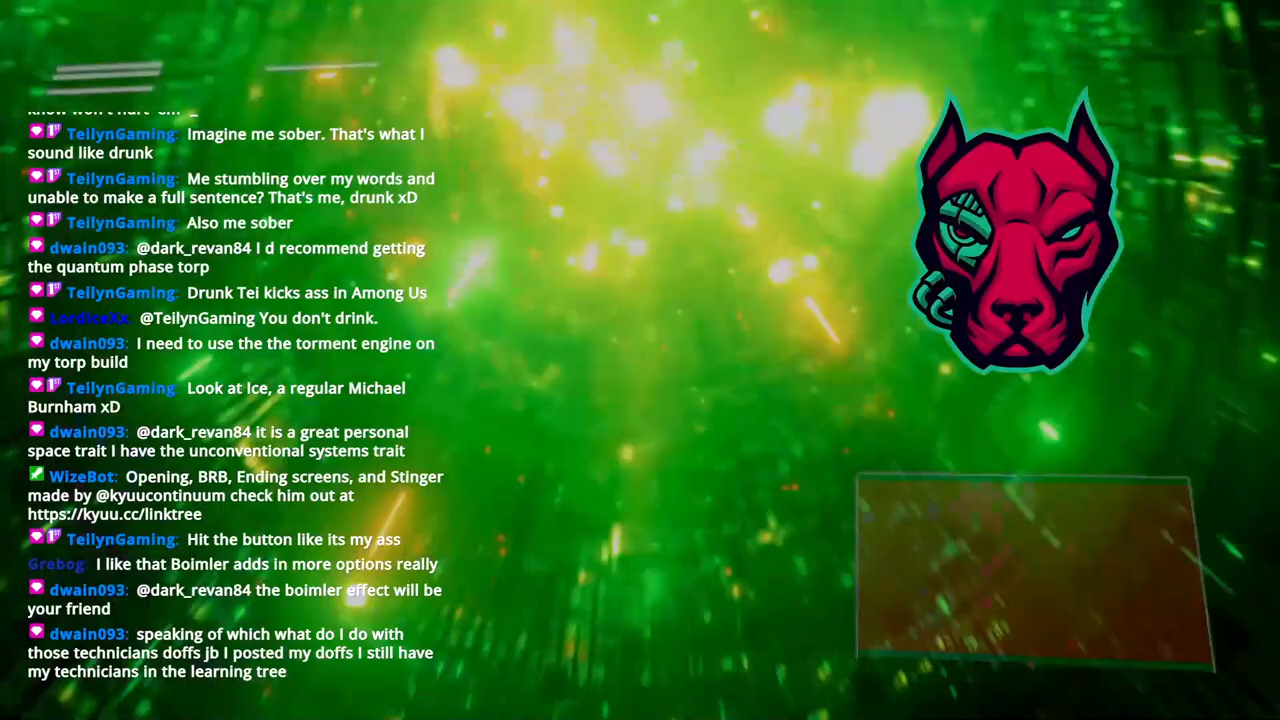 know won't hurt 'em
TeilynGaming: Imagine me sober. That's what I
sound like drunk
TeilynGaming: Me stumbling over my words and
unable to make a full sentence? That's me, drunk xD
TeilynGaming: Also me sober
dwain093: @dark_revan84 I d recommend getting
the quantum phase torp
TeilynGaming: Drunk Tei kicks ass in Among Us
LordIceXx: @TeilynGaming You don't drink.
dwain093: I need to use the the torment engine on
my torp build
TeilynGaming: Look at Ice, a regular Michael
Burnham xD
dwain093: @dark_revan84 it is a great personal
space trait I have the unconventional systems trait
WizeBot: Opening, BRB, Ending screens, and Stinger
made by @kyuucontinuum check him out at
https://kyuu.cc/linktree
TeilynGaming: Hit the button like its my ass
Grebog: I like that Boimler adds in more options really
dwain093: @dark_revan84 the boimler effect will be
your friend
dwain093: speaking of which what do I do with
those technicians doffs jb I posted my doffs I still have
my technicians in the learning tree